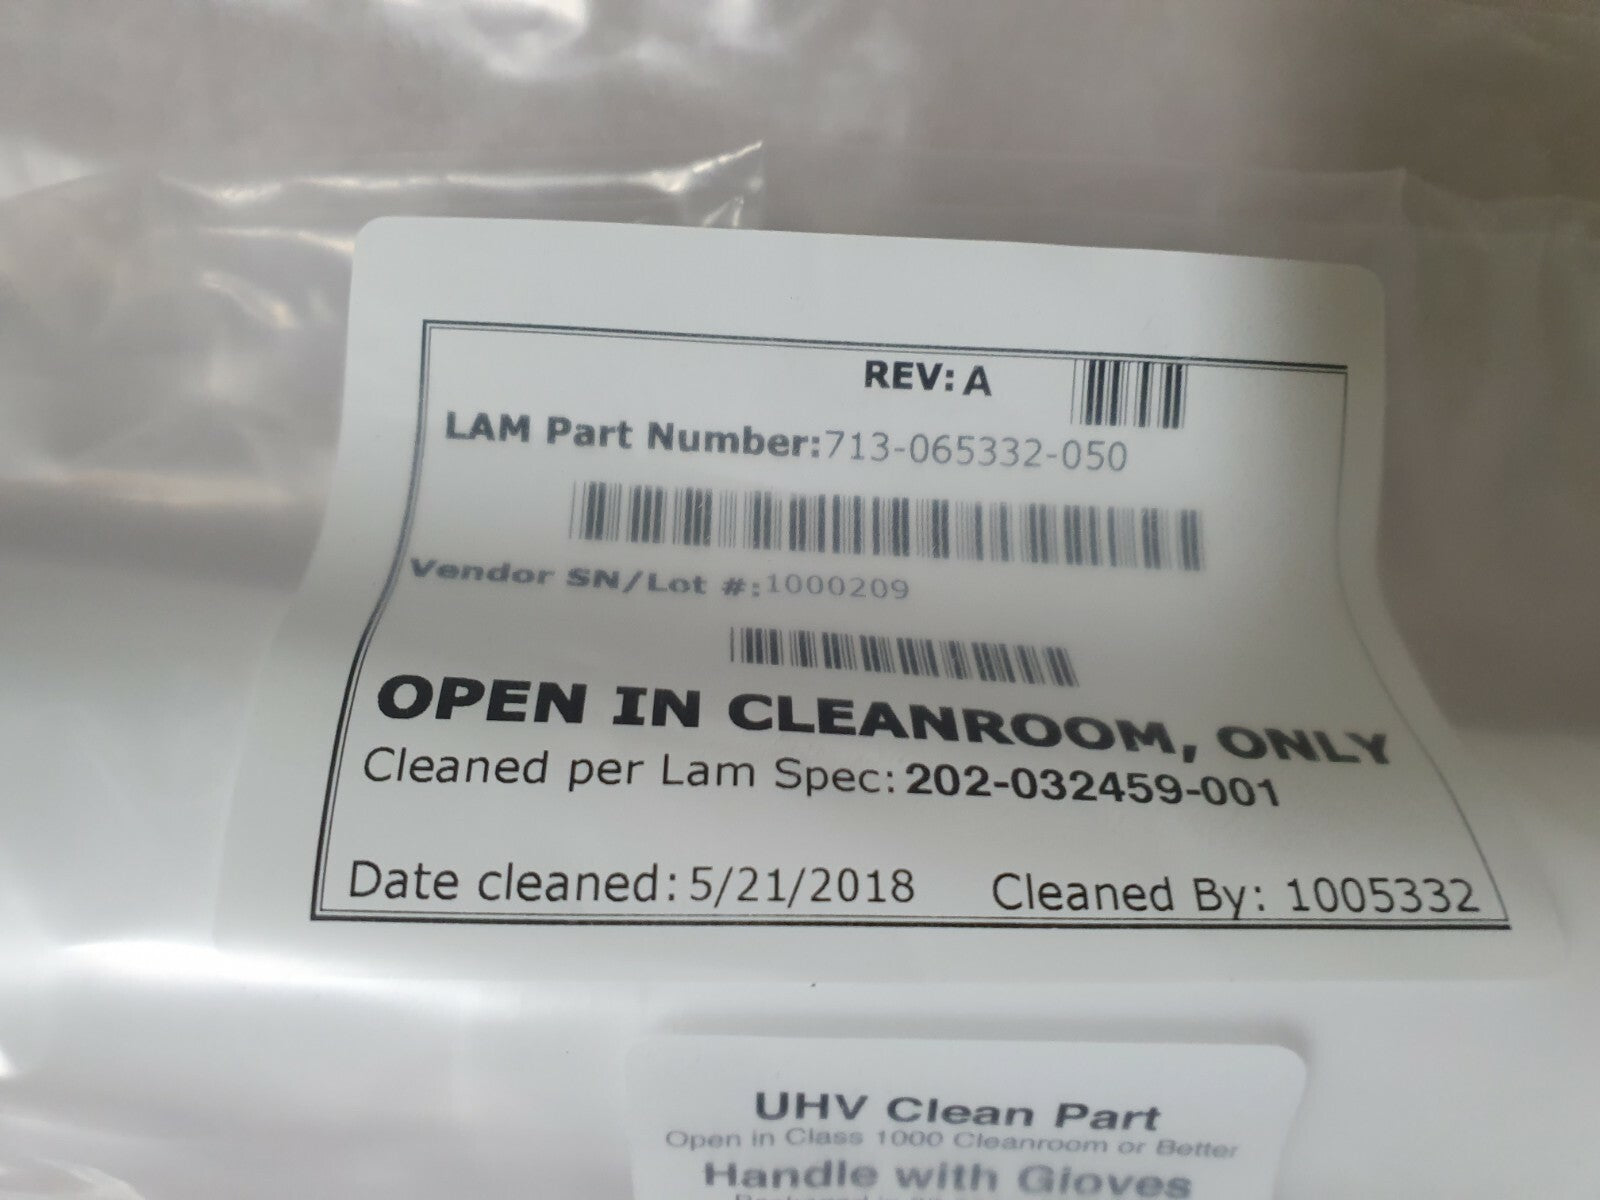 REV: A
LAM Part Number:713-065332-050
Vendor SN/Lot #:1000209
OPEN IN CLEANROOM, ONLY
Cleaned per Lam Spec: 202-032459-001
Date cleaned: 5/21/2018 Cleaned By: 1005332
UHV Clean Part
Open in Class 1000 Cleanroom or Better
Handle with Gloves